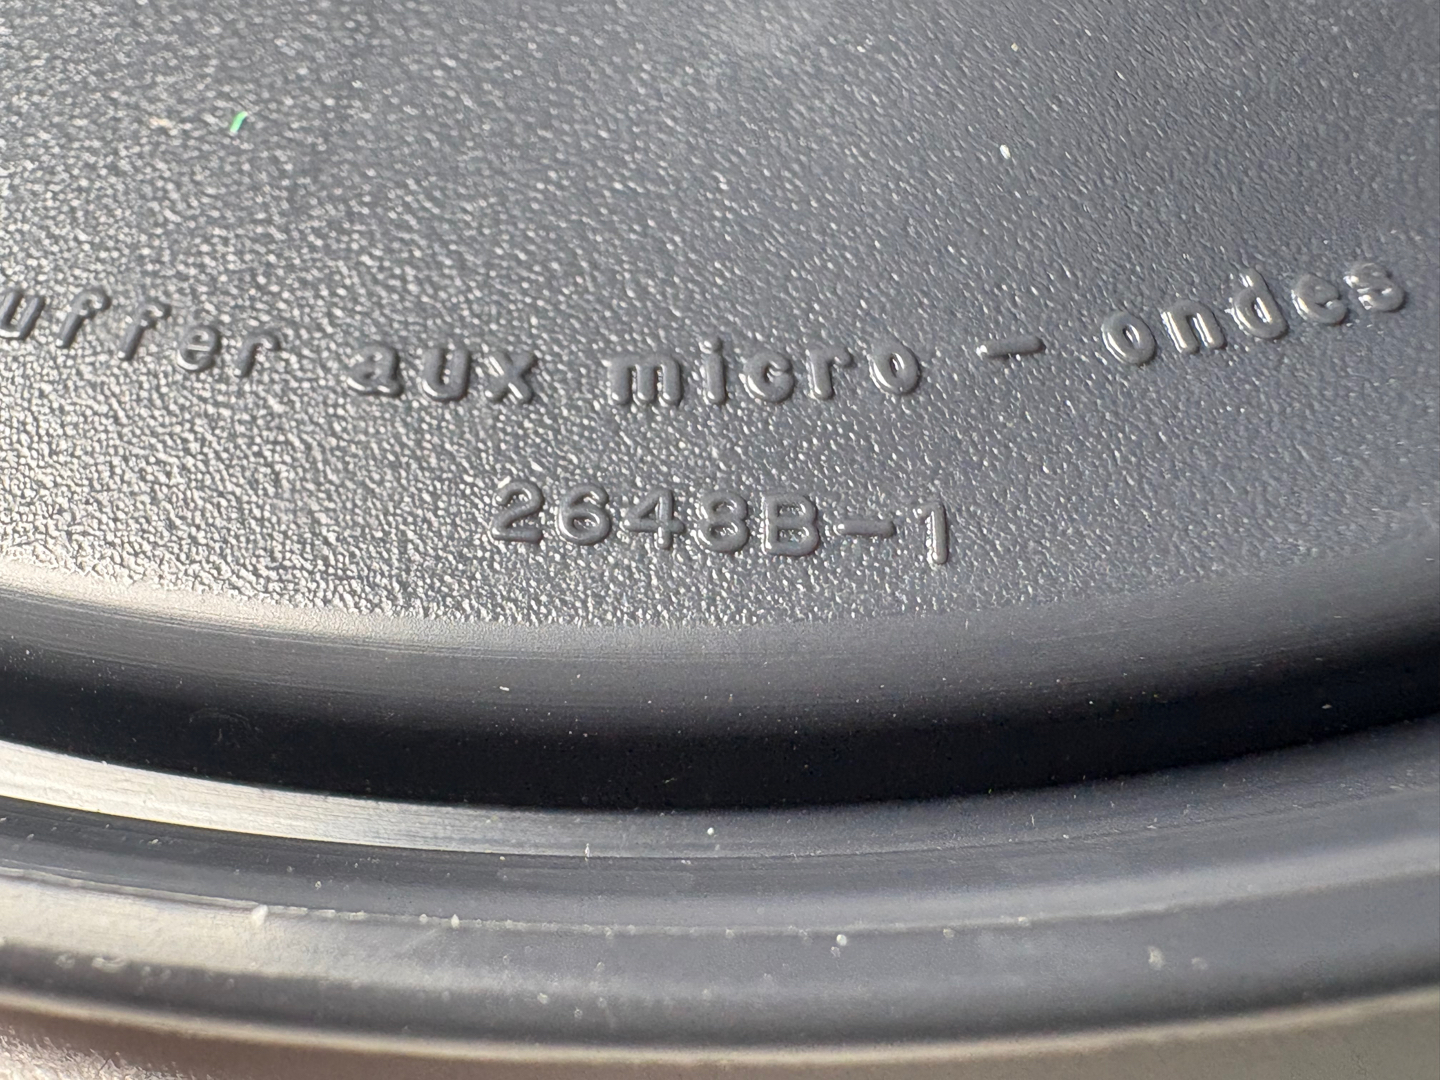 uffer aux micro - ondes
2648B-1